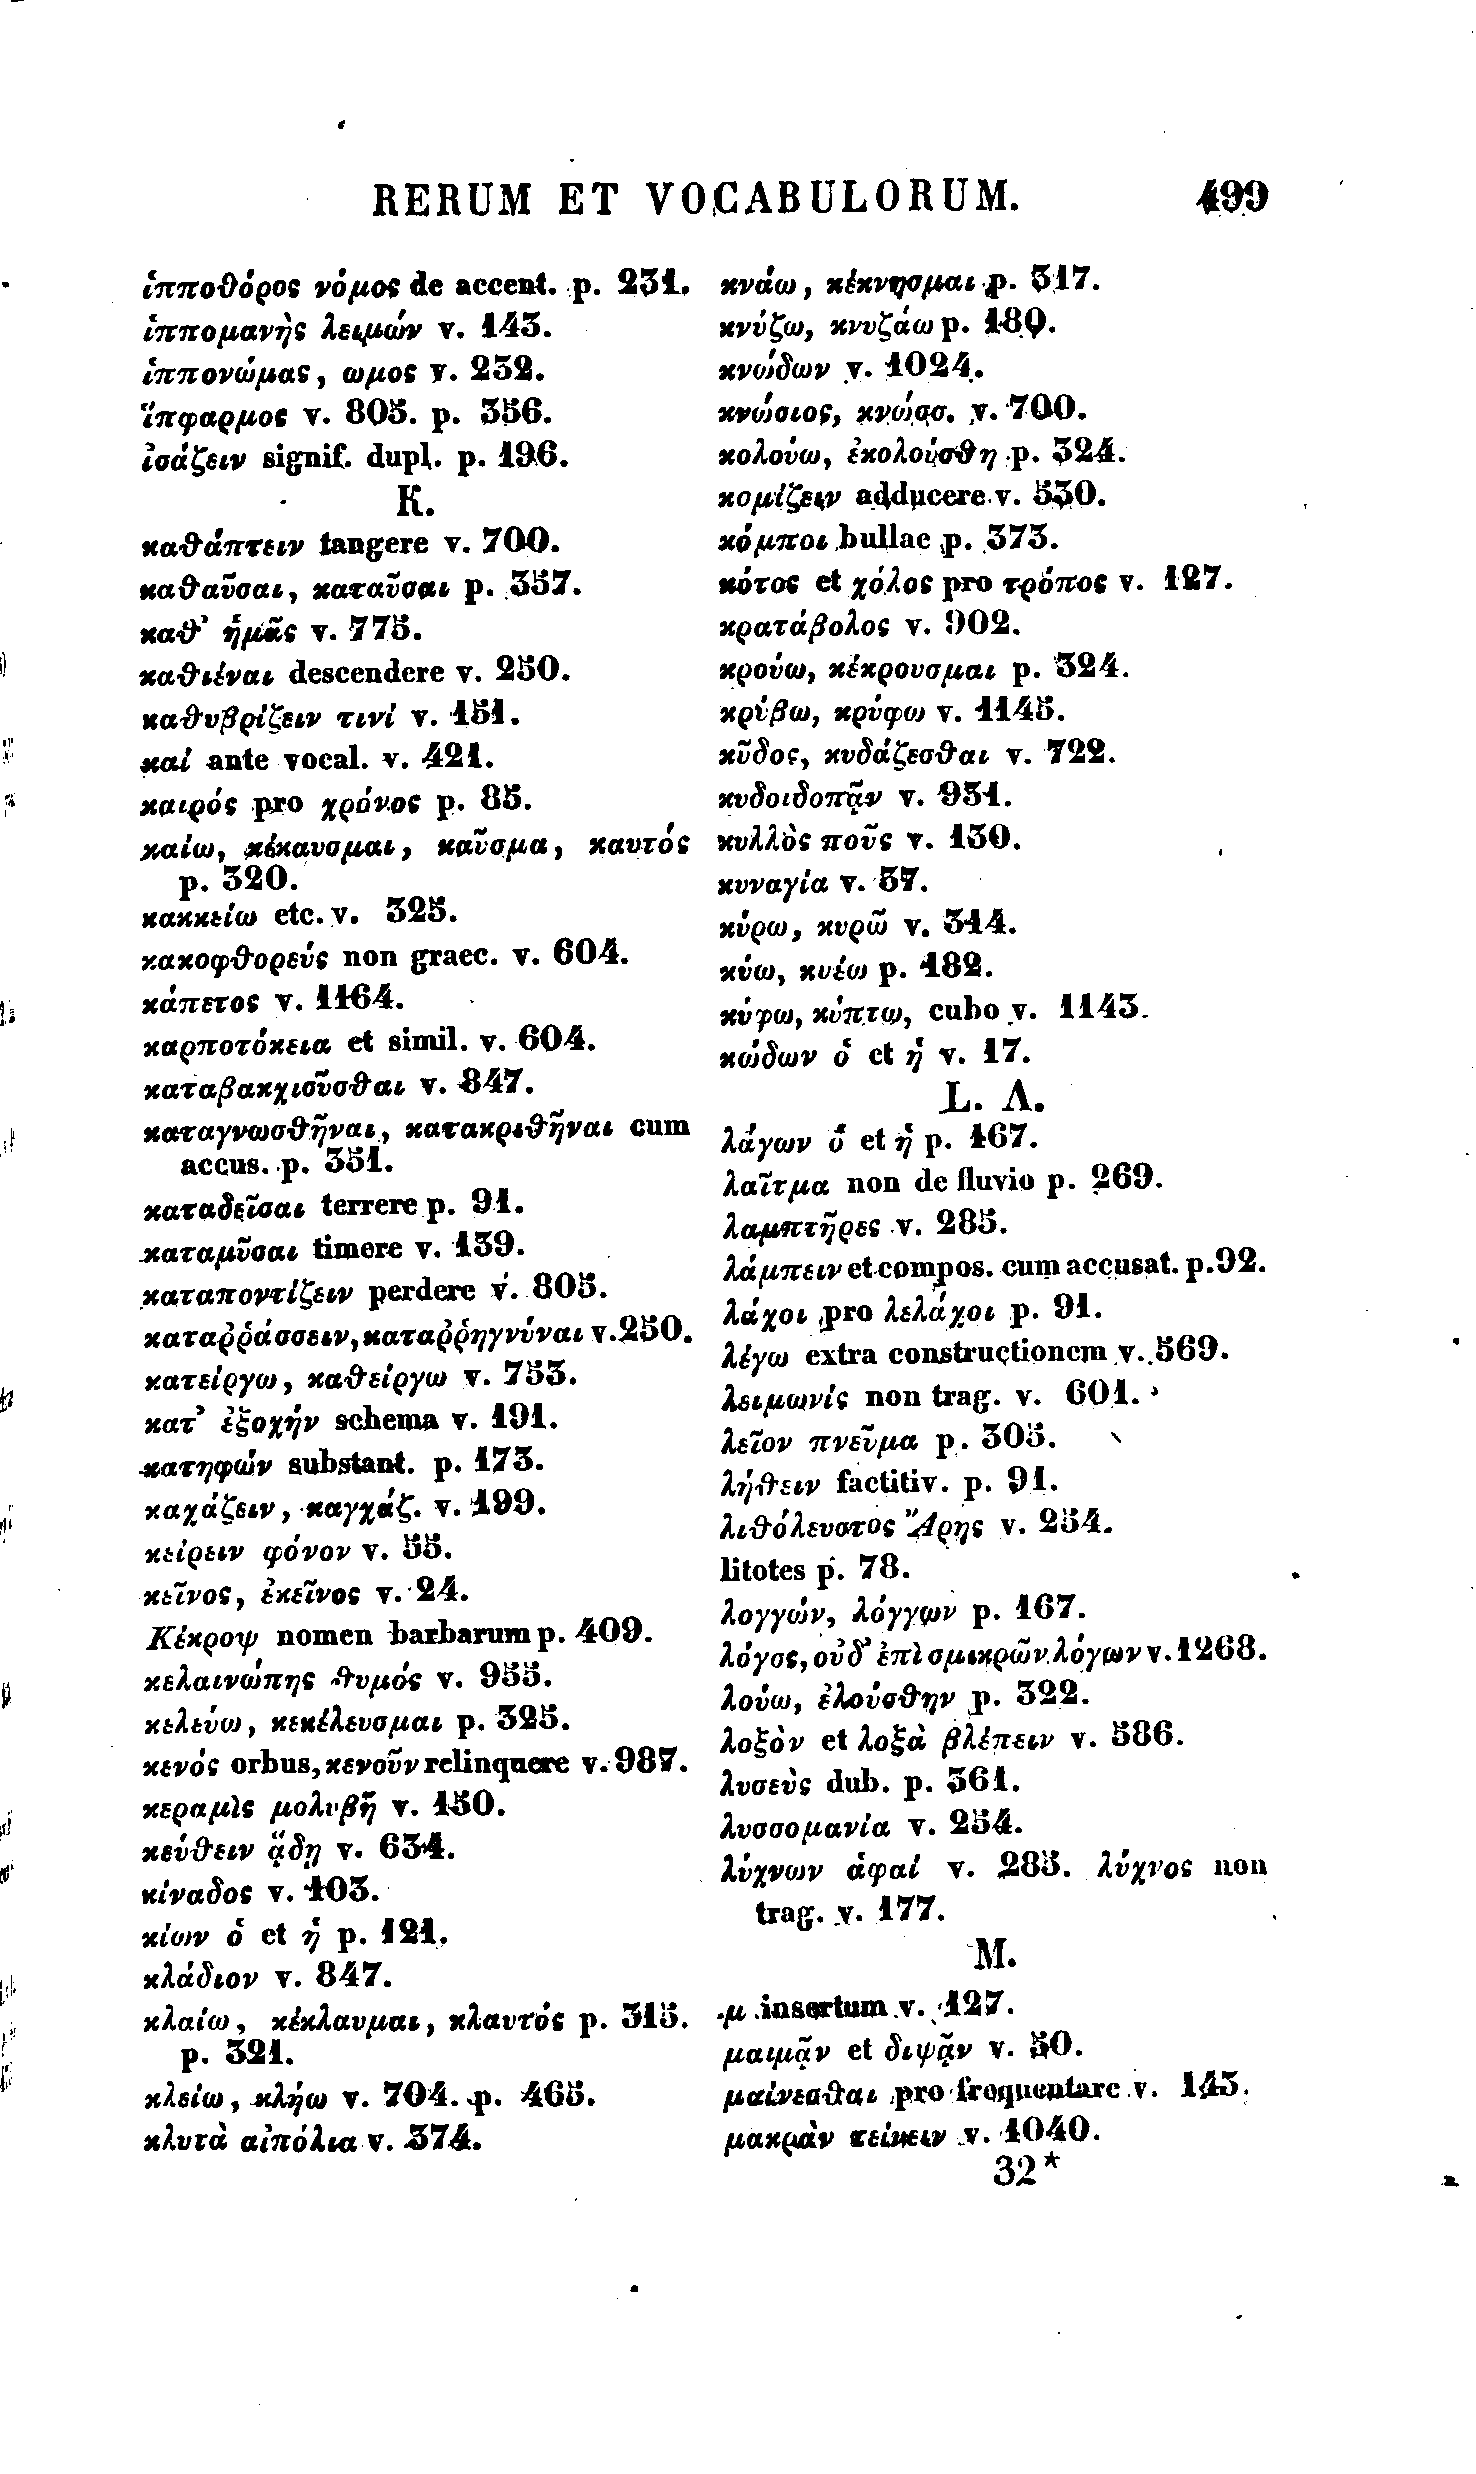 RERUM ET VOCABULORUM. 499
ἱπποθόρος νόμος de accent. p. 231.
ἱππομανὴς λειμών v. 143.
ἱππονώμας, ωμος v. 232.
ἵπφαρμος v. 805. p. 356.
ἰσάζειν signif. dupl. p. 196.
K.
καθάπτειν tangere v. 700.
καθαῦσαι, καταῦσαι p. 357.
καθ᾽ ἡμᾶς v. 775.
καθιέναι descendere v. 250.
καθυβρίζειν τινί v. 151.
καί ante vocal. v. 421.
καιρός pro χρόνος p. 85.
καίω, κέκαυσμαι, καῦσμα, καυτός
p. 320.
κακκείω etc. v. 325.
κακοφθορεύς non graec. v. 604.
κάπετος v. 1164.
καρποτόκεια et simil. v. 604.
καταβακχιοῦσθαι v. 847.
καταγνωσθῆναι, κατακριθῆναι cum
accus. p. 351.
καταδεῖσαι terrere p. 91.
καταμῦσαι timere v. 139.
καταποντίζειν perdere v. 805.
καταῤῥάσσειν, καταῤῥηγνύναι v. 250.
κατείργω, καθείργω v. 753.
κατ᾽ ἐξοχήν schema v. 191.
κατηφών substant. p. 173.
καχάζειν, καγχάζ. v. 199.
κείρειν φόνον v. 55.
κεῖνος, ἐκεῖνος v. 24.
Κέκροψ nomen barbarum p. 409.
κελαινώπης θυμός v. 955.
κελεύω, κεκέλευσμαι p. 325.
κενός orbus, κενοῦν relinquere v. 987.
κεραμὶς μολυβῆ v. 150.
κεύθειν ᾅδῃ v. 634.
κίναδος v. 103.
κίων ὁ et ἡ p. 121.
κλάδιον v. 847.
κλαίω, κέκλαυμαι, κλαυτός p. 315.
p. 321.
κλείω, κλήω v. 704. p. 465.
κλυτὰ αἰπόλια v. 374.
κνάω, κέκνησμαι p. 317.
κνύζω, κνυζάω p. 189.
κνώδων v. 1024.
κνώσιος, κνώσσ. v. 700.
κολούω, ἐκολούσθη p. 324.
κομίζειν adducere v. 530.
κόμποι bullae p. 373.
κότος et χόλος pro τρόπος v. 127.
κρατάβολος v. 902.
κρούω, κέκρουσμαι p. 324.
κρύβω, κρύφω v. 1145.
κῦδος, κυδάζεσθαι v. 722.
κυδοιδοπᾷν v. 931.
κυλλὸς ποῦς v. 130.
κυναγία v. 37.
κύρω, κυρῶ v. 314.
κύω, κυέω p. 182.
κύφω, κύπτω, cubo v. 1143.
κώδων ὁ et ἡ v. 17.
L. Λ.
λάγων ὁ et ἡ p. 167.
λαῖτμα non de fluvio p. 269.
λαμπτῆρες v. 285.
λάμπειν et compos. cum accusat. p. 92.
λάχοι pro λελάχοι p. 91.
λέγω extra constructionem v. 569.
λειμωνίς non trag. v. 601.
λεῖον πνεῦμα p. 305.
λήθειν factitiv. p. 91.
λιθόλευστος Ἄρης v. 254.
litotes p. 78.
λογγών, λόγγων p. 167.
λόγος, οὐδ᾽ ἐπὶ σμικρῶν λόγων v. 1268.
λούω, ἐλούσθην p. 322.
λοξὸν et λοξὰ βλέπειν v. 586.
λυσεὺς dub. p. 361.
λυσσομανία v. 254.
λύχνων ἁφαί v. 285. λύχνος non
trag. v. 177.
M.
μ insertum v. 127.
μαιμᾷν et διψᾷν v. 50.
μαίνεσθαι pro frequentare v. 143.
μακρὰν τείνειν v. 1040.
32*